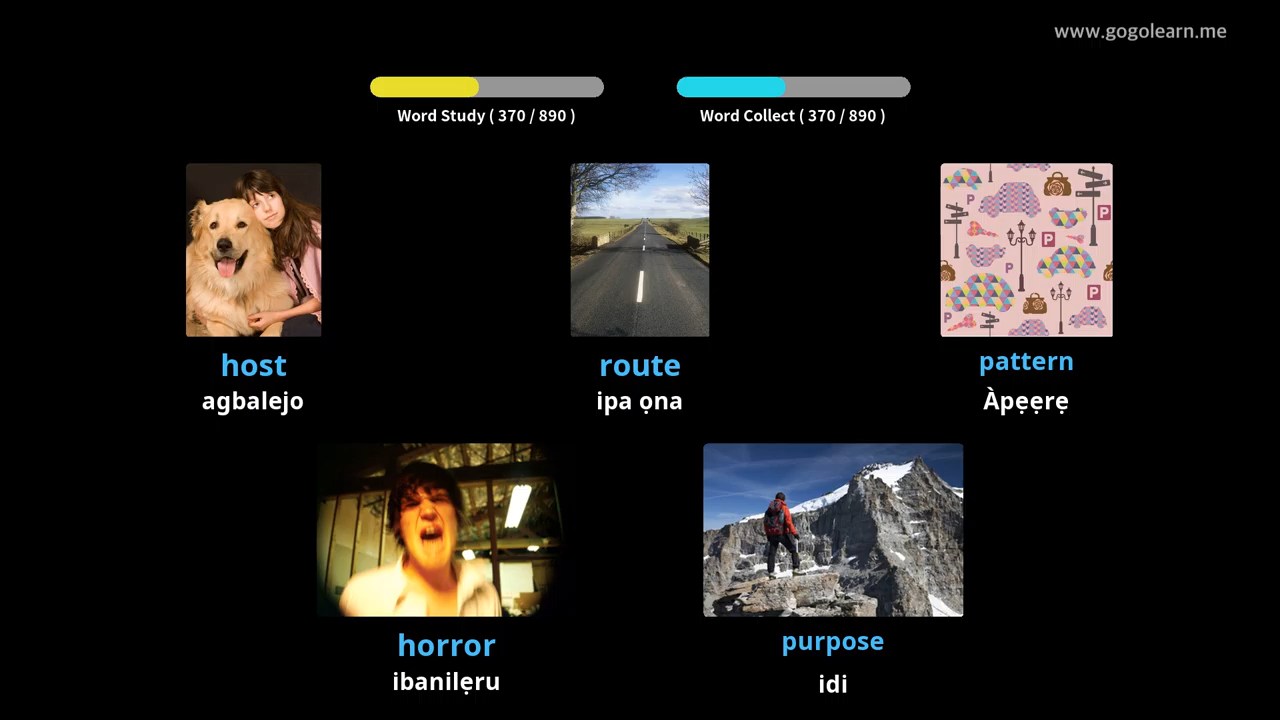 www.gogolearn.me
Word Study ( 370 / 890 )
Word Collect ( 370 / 890 )
host
agbalejo
route
ipa ọna
pattern
Àpẹẹrẹ
P
P
P
P
P
P
horror
ibanilẹru
purpose
idi